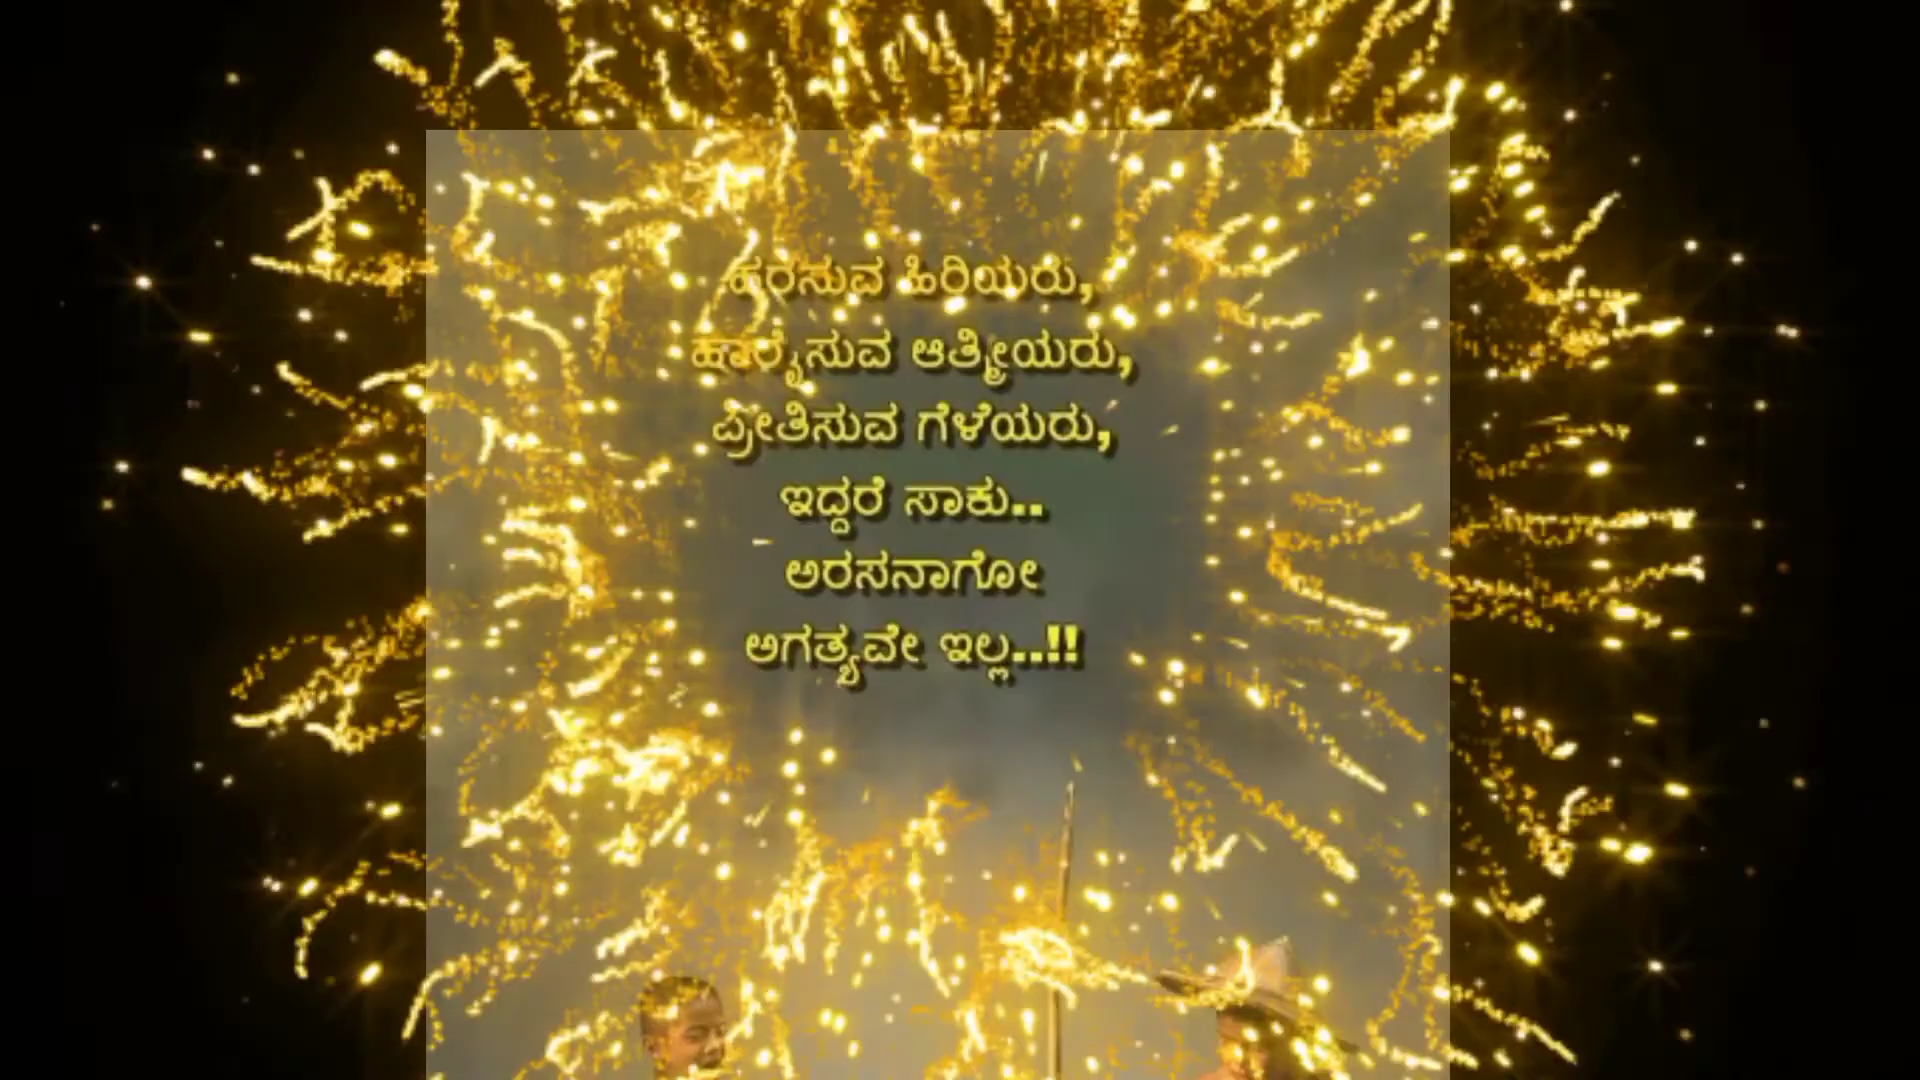 ಹರಸುವ ಹಿರಿಯರು,
ಹಾರೈಸುವ ಆತ್ಮೀಯರು,
ಪ್ರೀತಿಸುವ ಗೆಳೆಯರು,
ಇದ್ದರೆ ಸಾಕು..
ಅರಸನಾಗೋ
ಅಗತ್ಯವೇ ಇಲ್ಲ..!!